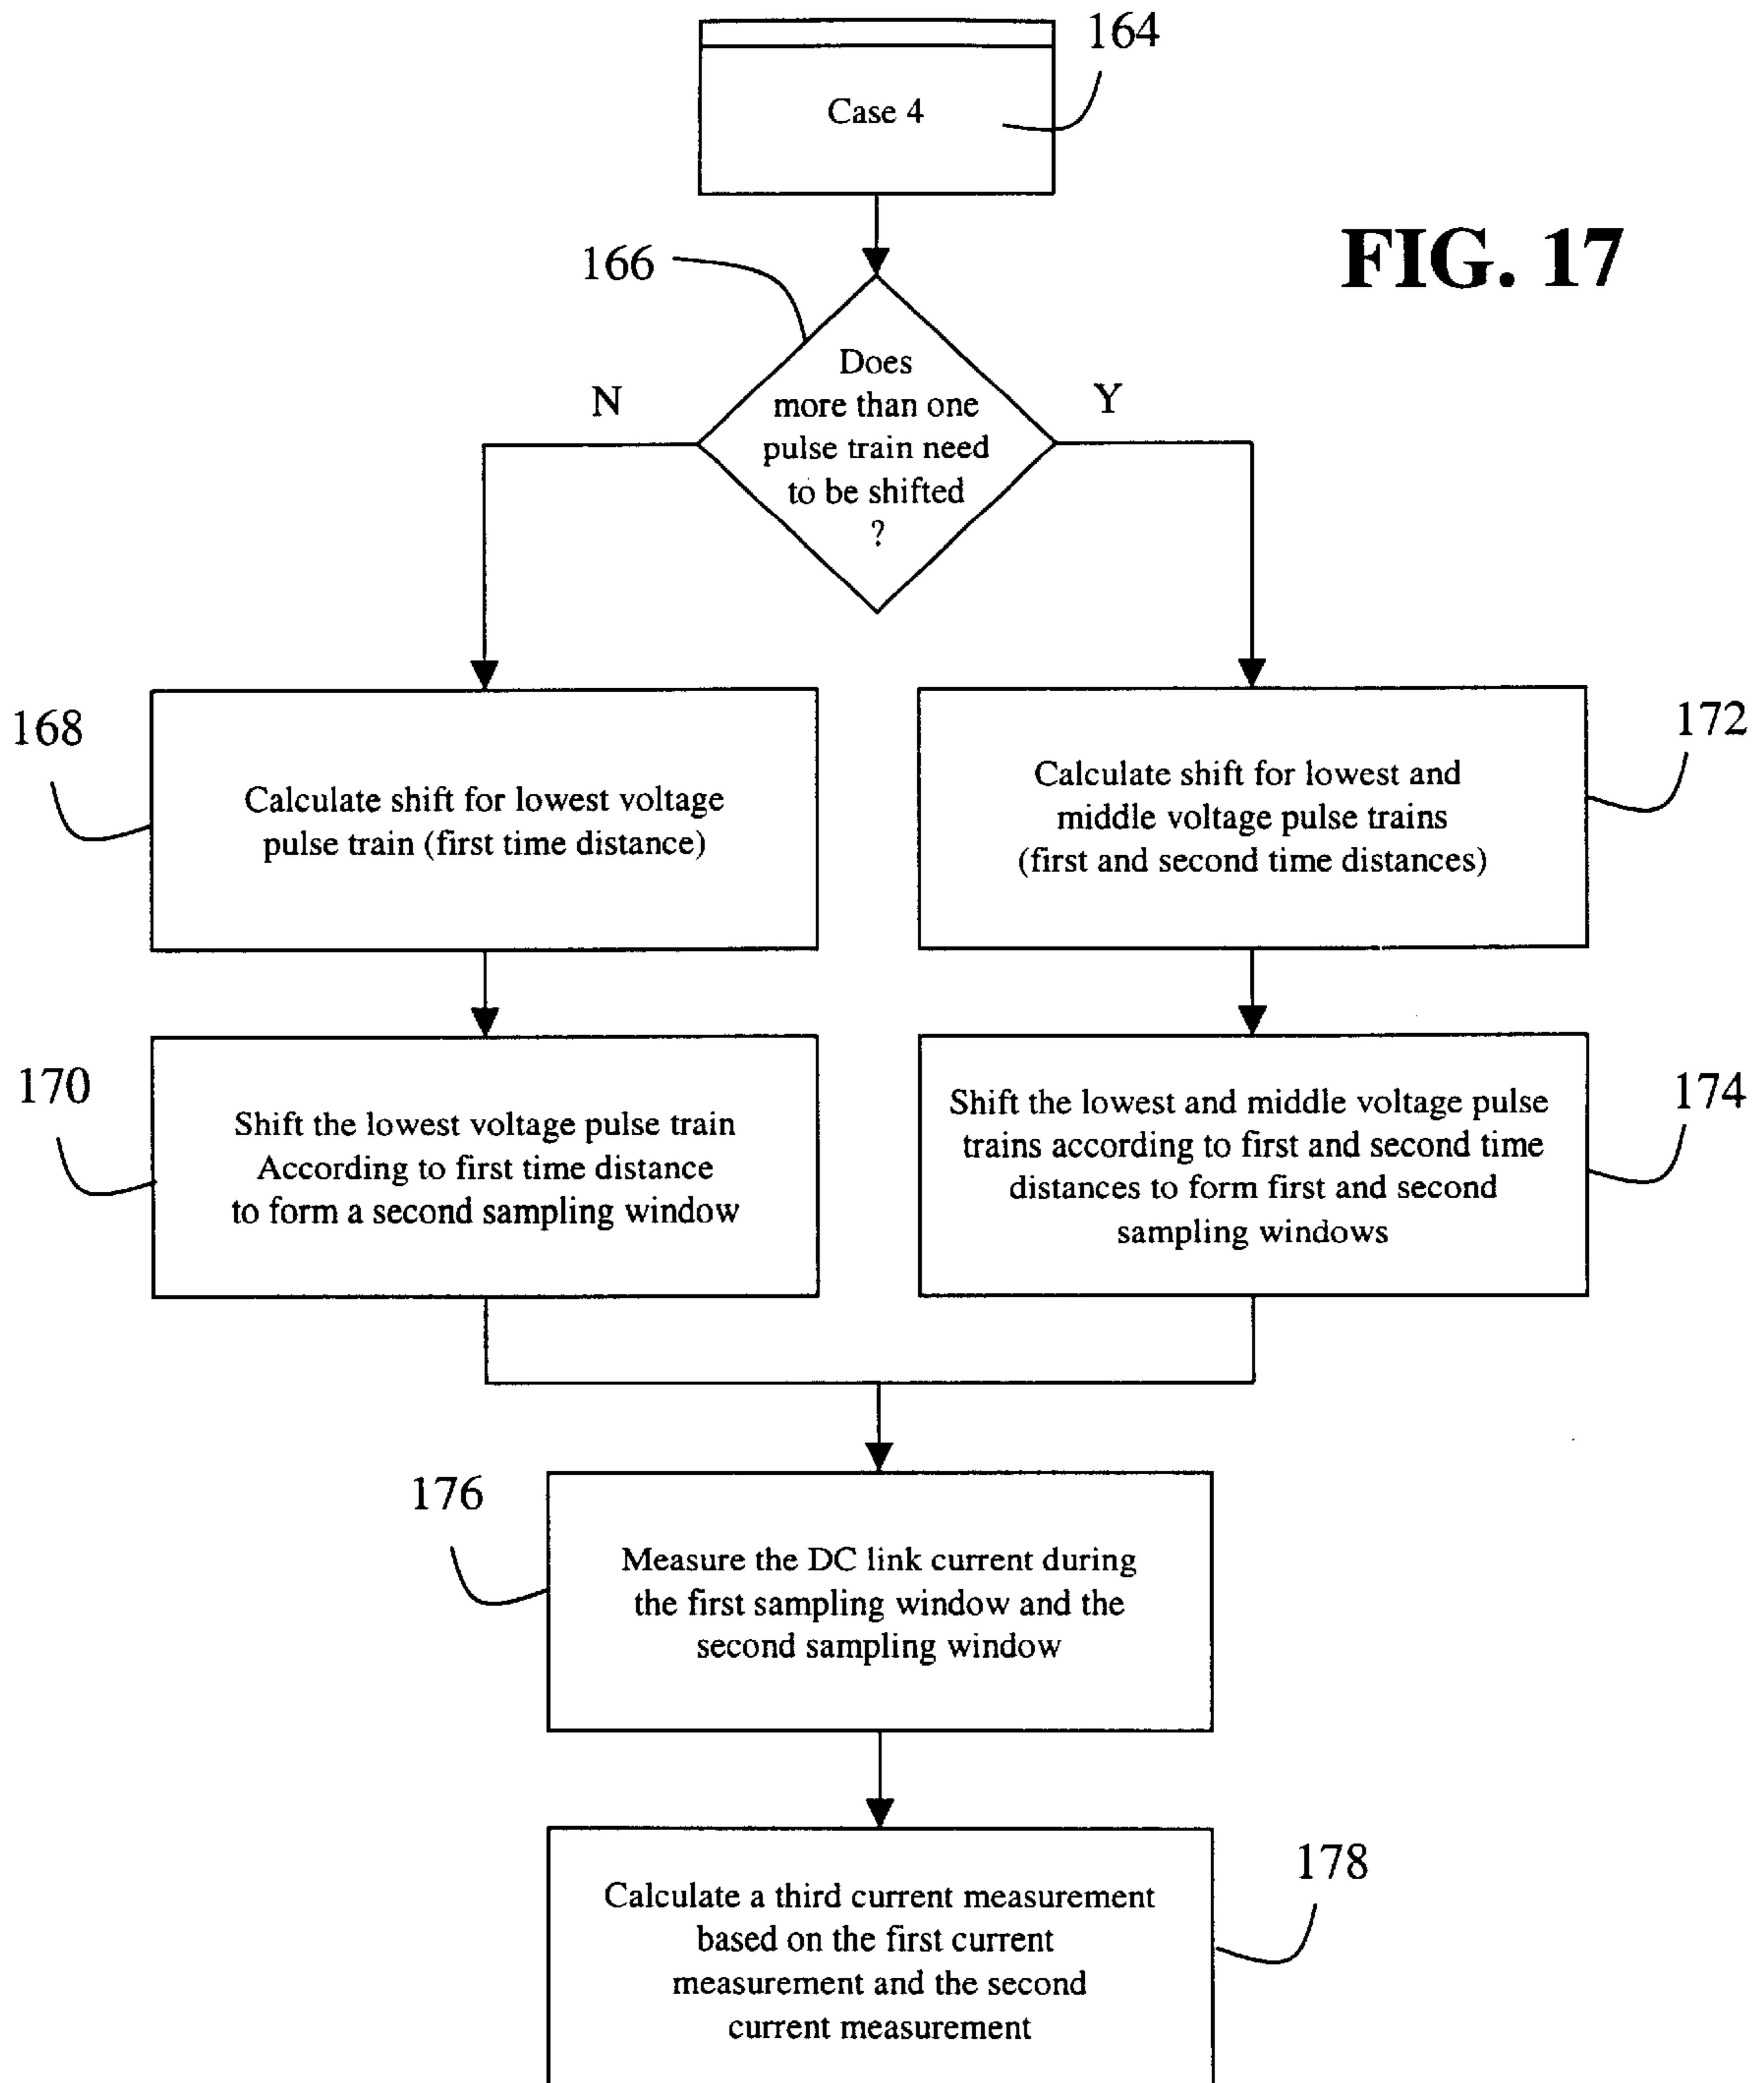 164
Case 4
FIG. 17
166
Does
more than one
pulse train need
to be shifted
?
N
Y
168
Calculate shift for lowest voltage
pulse train (first time distance)
172
Calculate shift for lowest and
middle voltage pulse trains
(first and second time distances)
170
Shift the lowest voltage pulse train
According to first time distance
to form a second sampling window
174
Shift the lowest and middle voltage pulse
trains according to first and second time
distances to form first and second
sampling windows
176
Measure the DC link current during
the first sampling window and the
second sampling window
178
Calculate a third current measurement
based on the first current
measurement and the second
current measurement